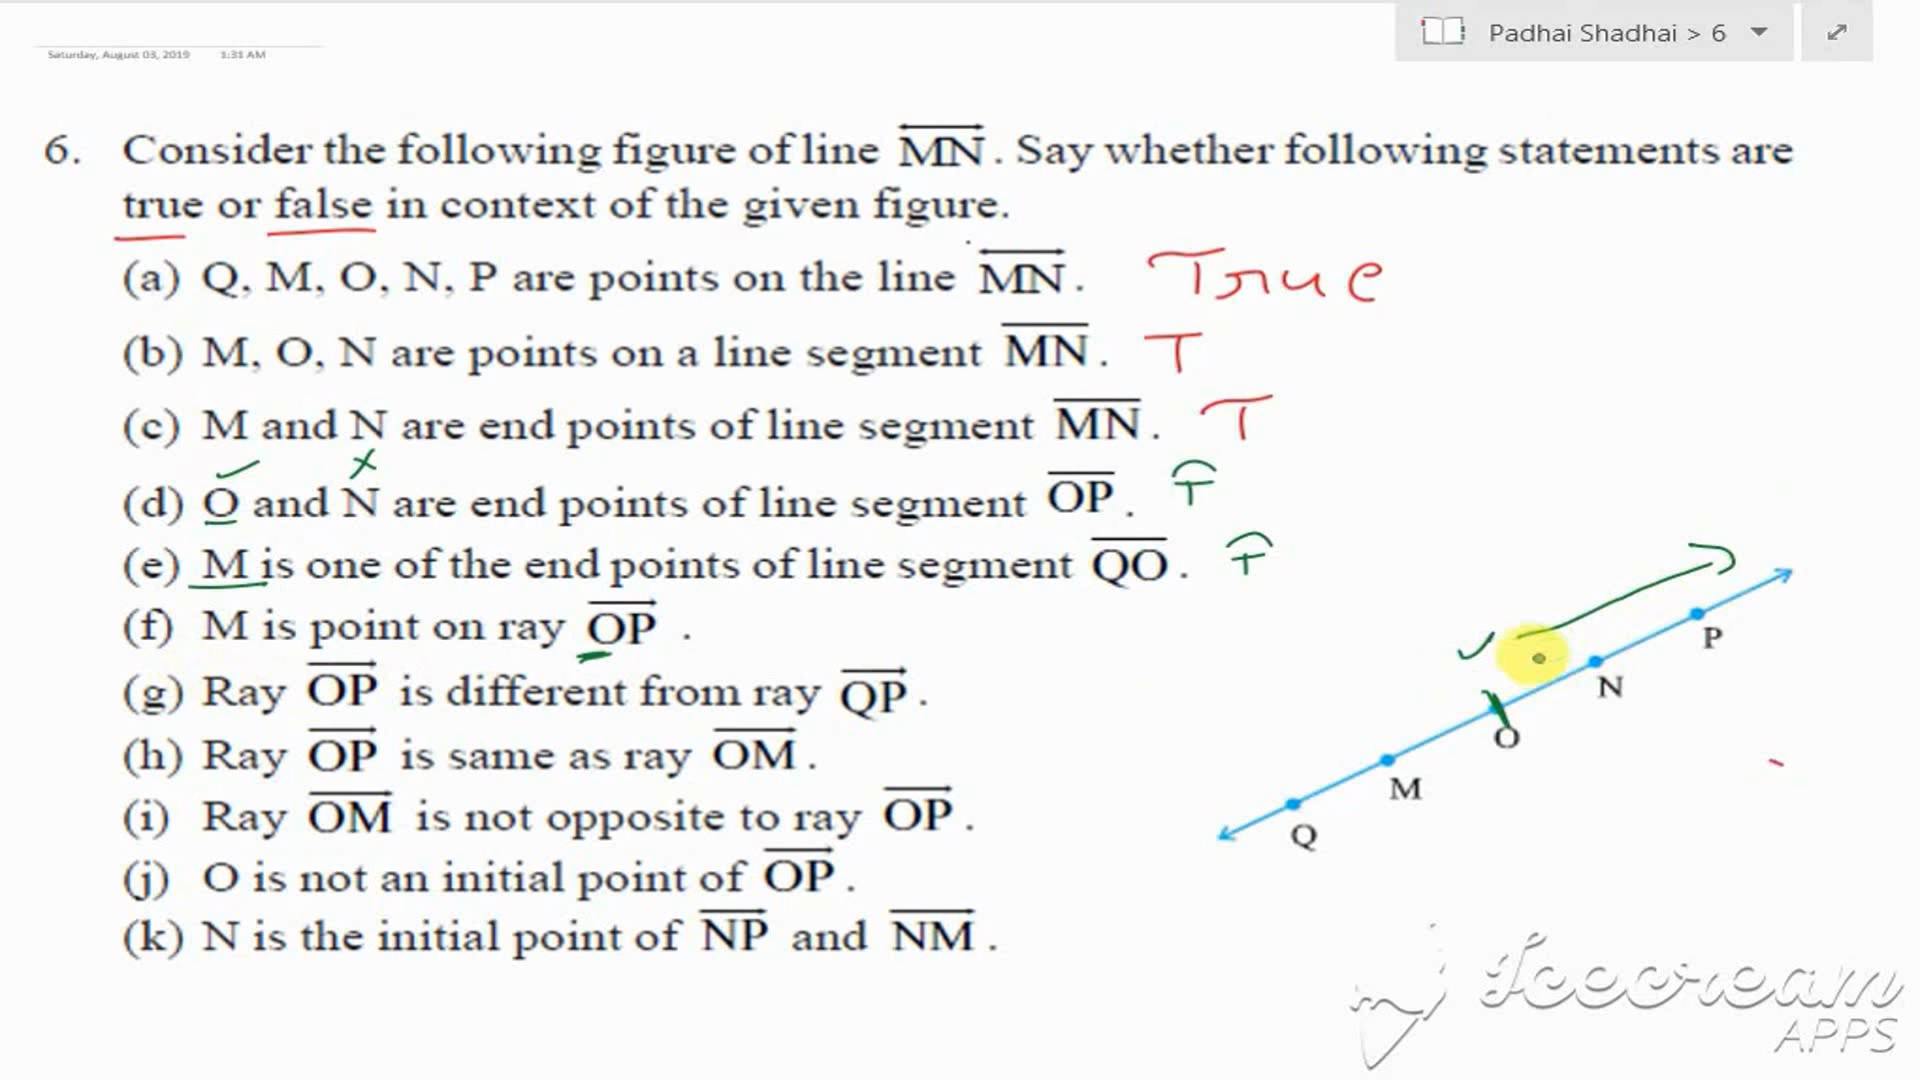 Saturday, August 03, 2019 1:31 AM
Padhai Shadhai > 6
6. Consider the following figure of line MN. Say whether following statements are
true or false in context of the given figure.
(a) Q, M, O, N, P are points on the line MN. True
(b) M, O, N are points on a line segment MN. T
(c) M and N are end points of line segment MN. T
(d) O and N are end points of line segment OP. F
(e) M is one of the end points of line segment QO. F
(f) M is point on ray OP.
(g) Ray OP is different from ray QP.
(h) Ray OP is same as ray OM.
(i) Ray OM is not opposite to ray OP.
(j) O is not an initial point of OP.
(k) N is the initial point of NP and NM.
P
N
O
M
Q
Icecream
APPS